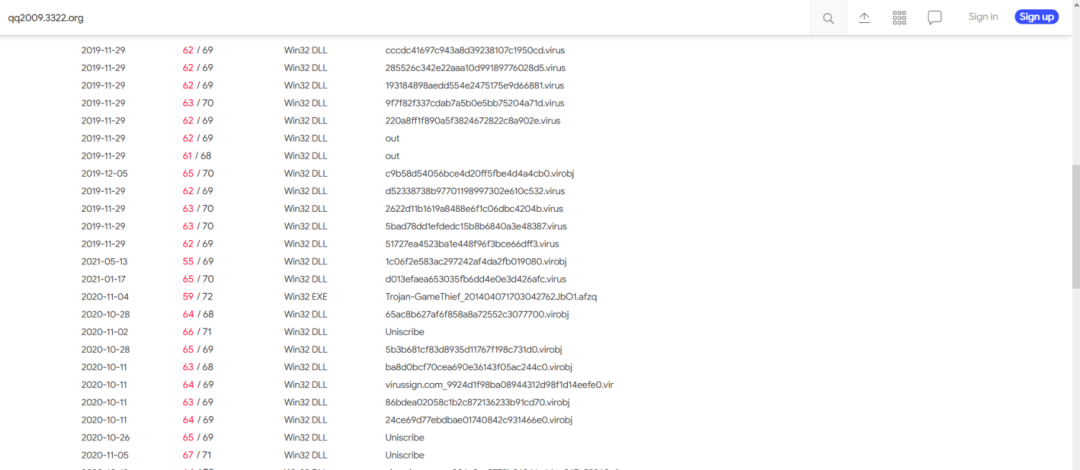 qq2009.3322.org Sign in Sign up
2019-11-29 62 / 69 Win32 DLL cccdc41697c943a8d39238107c1950cd.virus
2019-11-29 62 / 69 Win32 DLL 285526c342e22aaa10d99189776028d5.virus
2019-11-29 62 / 69 Win32 DLL 193184898aedd554e2475175e9d66881.virus
2019-11-29 63 / 70 Win32 DLL 9f7f82f337cdab7a5b0e5bb75204a71d.virus
2019-11-29 62 / 69 Win32 DLL 220a8ff1f890a5f3824672822c8a902e.virus
2019-11-29 62 / 69 Win32 DLL out
2019-11-29 61 / 68 Win32 DLL out
2019-12-05 65 / 70 Win32 DLL c9b58d54056bce4d20ff5fbe4d4a4cb0.virobj
2019-11-29 62 / 69 Win32 DLL d52338738b97701198997302e610c532.virus
2019-11-29 63 / 70 Win32 DLL 2622d11b1619a8488e6f1c06dbc4204b.virus
2019-11-29 63 / 70 Win32 DLL 5bad78dd1efdedc15b8b6840a3e48387.virus
2019-11-29 62 / 69 Win32 DLL 51727ea4523ba1e448f96f3bce66dff3.virus
2021-05-13 55 / 69 Win32 DLL 1c06f2e583ac297242af4da2fb019080.virobj
2021-01-17 65 / 70 Win32 DLL d013efaea653035fb6dd4e0e3d426afc.virus
2020-11-04 59 / 72 Win32 EXE Trojan-GameThief_201404071703042762JbO1.afzq
2020-10-28 64 / 68 Win32 DLL 65ac8b627af6f858a8a72552c3077700.virobj
2020-11-02 66 / 71 Win32 DLL Uniscribe
2020-10-28 65 / 69 Win32 DLL 5b3b681cf83d8935d11767f198c731d0.virobj
2020-10-11 63 / 68 Win32 DLL ba8d0bcf70cea690e36143f05ac244c0.virobj
2020-10-11 64 / 69 Win32 DLL virussign.com_9924d1f98ba08944312d98f1d14eefe0.vir
2020-10-11 63 / 69 Win32 DLL 86bdea02058c1b2c872136233b91cd70.virobj
2020-10-11 64 / 69 Win32 DLL 24ce69d77ebdbae01740842c931466e0.virobj
2020-10-26 65 / 69 Win32 DLL Uniscribe
2020-11-05 67 / 71 Win32 DLL Uniscribe